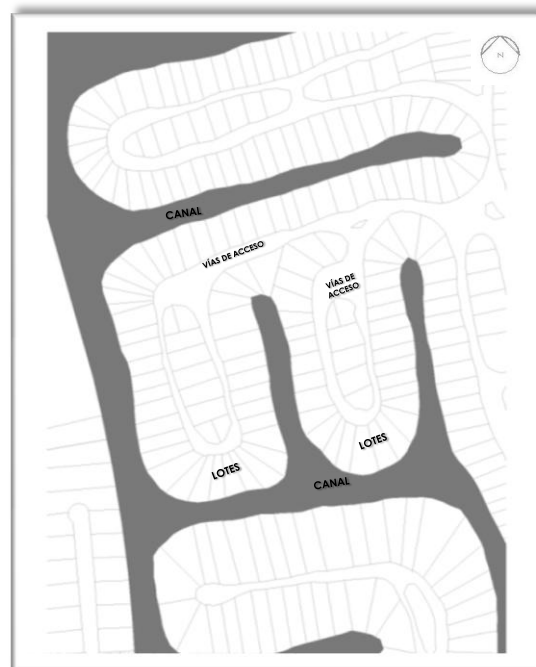 N
CANAL
VÍAS DE ACCESO
VÍAS DE
ACCESO
LOTES
LOTES
CANAL